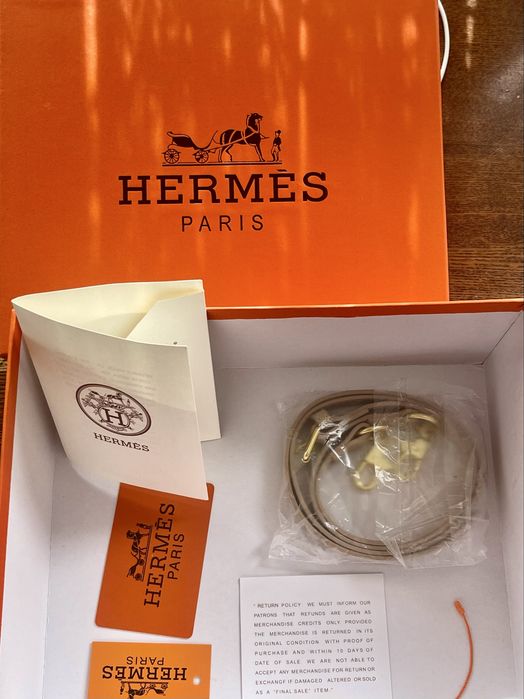 HERMÈS
PARIS
HERMÈS
HERMÈS
PARIS
HERMÈS
PARIS
" RETURN POLICY WE MUST INFORM OUR
PATRONS THAT REFUNDS ARE GIVEN AS
MERCHANDISE CREDITS ONLY PROVIDED
THE MERCHANDISE IS RETURNED IN ITS
ORIGINAL CONDITION WITH PROOF OF
PURCHASE AND WITHIN 10 DAYS OF
DATE OF SALE WE ARE NOT ABLE TO
ACCEPT ANY MERCHANDISE FOR RETURN OR
EXCHANGE IF DAMAGED ALTERED OR SOLD
AS A "FINAL SALE" ITEM."